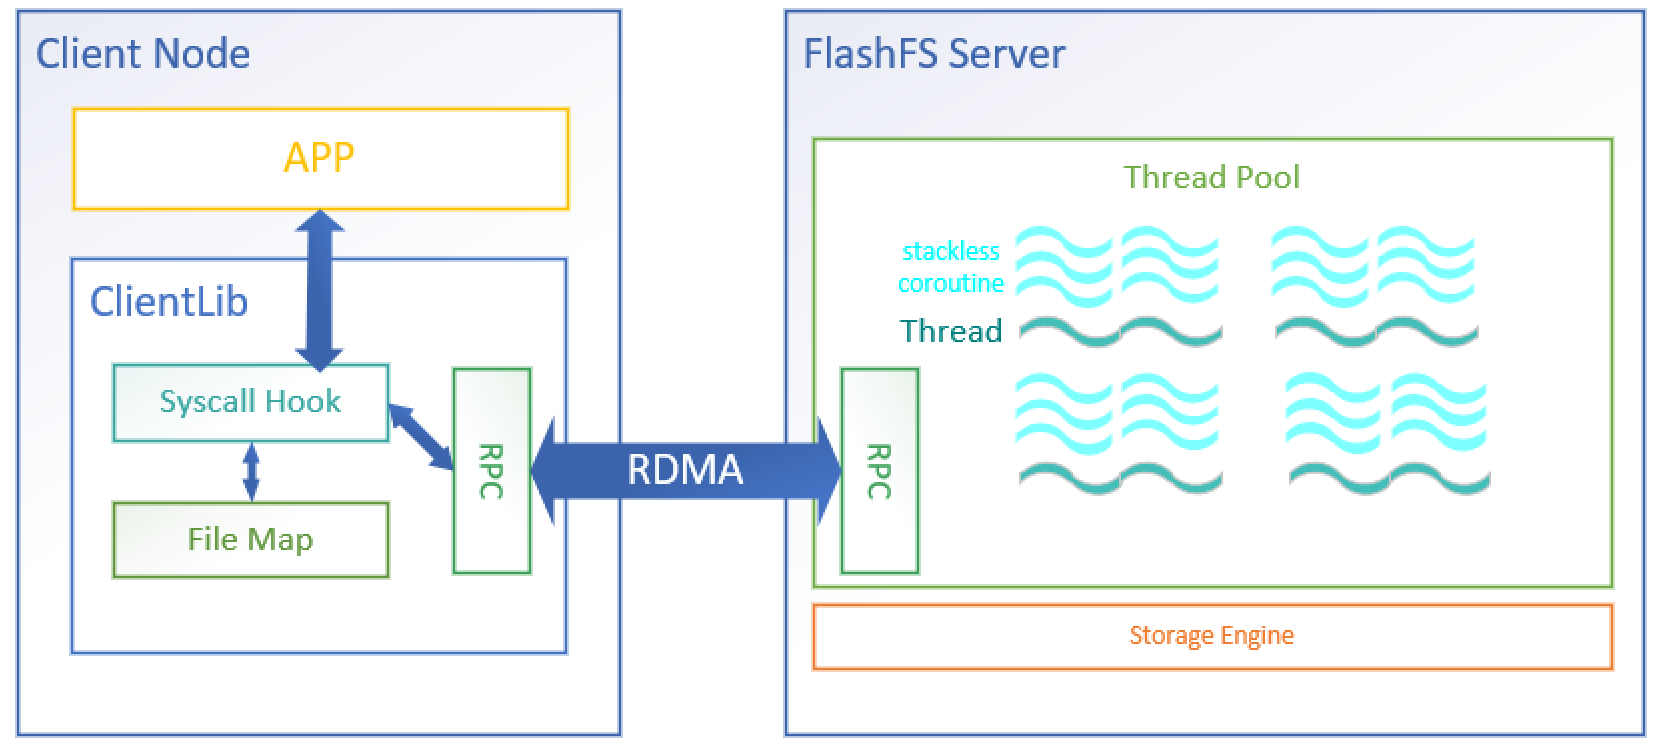 Client Node
APP
ClientLib
Syscall Hook
File Map
RPC
RDMA
FlashFS Server
Thread Pool
stackless
coroutine
Thread
RPC
Storage Engine